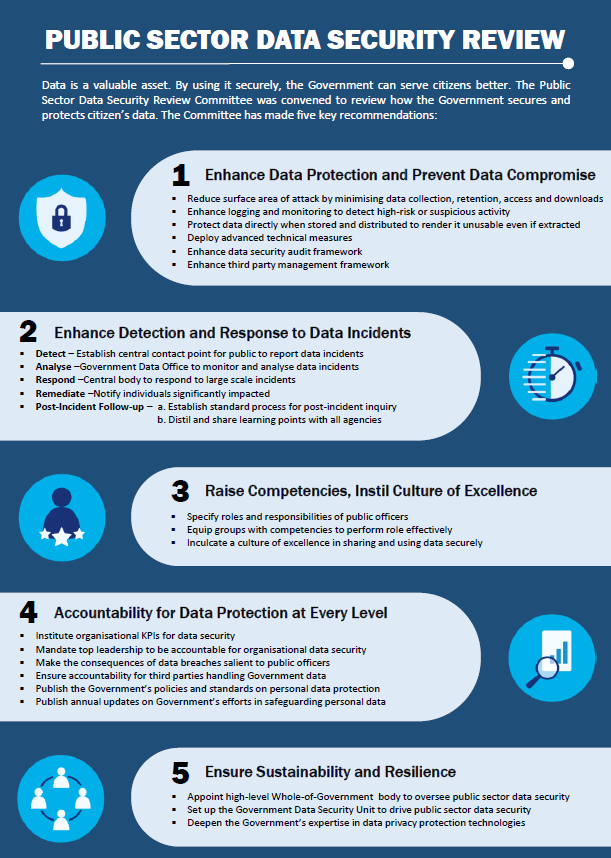 PUBLIC SECTOR DATA SECURITY REVIEW
Data is a valuable asset. By using it securely, the Government can serve citizens better. The Public
Sector Data Security Review Committee was convened to review how the Government secures and
protects citizen's data. The Committee has made five key recommendations:
1 Enhance Data Protection and Prevent Data Compromise
▪ Reduce surface area of attack by minimising data collection, retention, access and downloads
▪ Enhance logging and monitoring to detect high-risk or suspicious activity
▪ Protect data directly when stored and distributed to render it unusable even if extracted
▪ Deploy advanced technical measures
▪ Enhance data security audit framework
▪ Enhance third party management framework
2 Enhance Detection and Response to Data Incidents
▪ Detect – Establish central contact point for public to report data incidents
▪ Analyse –Government Data Office to monitor and analyse data incidents
▪ Respond –Central body to respond to large scale incidents
▪ Remediate –Notify individuals significantly impacted
▪ Post-Incident Follow-up – a. Establish standard process for post-incident inquiry
b. Distil and share learning points with all agencies
3 Raise Competencies, Instil Culture of Excellence
▪ Specify roles and responsibilities of public officers
▪ Equip groups with competencies to perform role effectively
▪ Inculcate a culture of excellence in sharing and using data securely
4 Accountability for Data Protection at Every Level
▪ Institute organisational KPIs for data security
▪ Mandate top leadership to be accountable for organisational data security
▪ Make the consequences of data breaches salient to public officers
▪ Ensure accountability for third parties handling Government data
▪ Publish the Government's policies and standards on personal data protection
▪ Publish annual updates on Government's efforts in safeguarding personal data
5 Ensure Sustainability and Resilience
▪ Appoint high-level Whole-of-Government body to oversee public sector data security
▪ Set up the Government Data Security Unit to drive public sector data security
▪ Deepen the Government's expertise in data privacy protection technologies